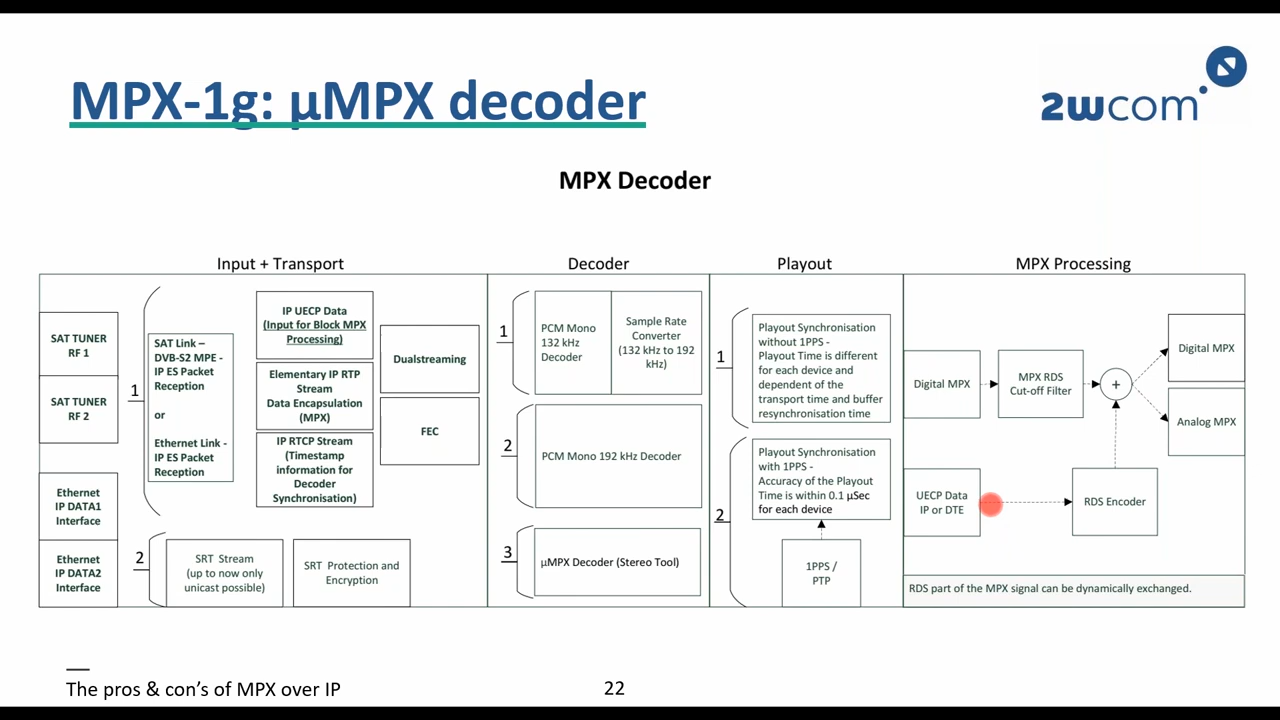 MPX-1g: µMPX decoder
2wcom
MPX Decoder
Input + Transport
Decoder
Playout
MPX Processing
SAT TUNER
RF 1
SAT TUNER
RF 2
Ethernet
IP DATA1
Interface
Ethernet
IP DATA2
Interface
1
SAT Link –
DVB-S2 MPE -
IP ES Packet
Reception
or
Ethernet Link -
IP ES Packet
Reception
IP UECP Data
(Input for Block MPX
Processing)
Elementary IP RTP
Stream
Data Encapsulation
(MPX)
IP RTCP Stream
(Timestamp
information for
Decoder
Synchronisation)
Dualstreaming
FEC
2
SRT Stream
(up to now only
unicast possible)
SRT Protection and
Encryption
1
PCM Mono
132 kHz
Decoder
Sample Rate
Converter
(132 kHz to 192
kHz)
2
PCM Mono 192 kHz Decoder
3
µMPX Decoder (Stereo Tool)
1
Playout Synchronisation
without 1PPS -
Playout Time is different
for each device and
dependent of the
transport time and buffer
resynchronisation time
2
Playout Synchronisation
with 1PPS -
Accuracy of the Playout
Time is within 0.1 µSec
for each device
1PPS /
PTP
Digital MPX
MPX RDS
Cut-off Filter
+
Digital MPX
Analog MPX
UECP Data
IP or DTE
RDS Encoder
RDS part of the MPX signal can be dynamically exchanged.
The pros & con’s of MPX over IP
22